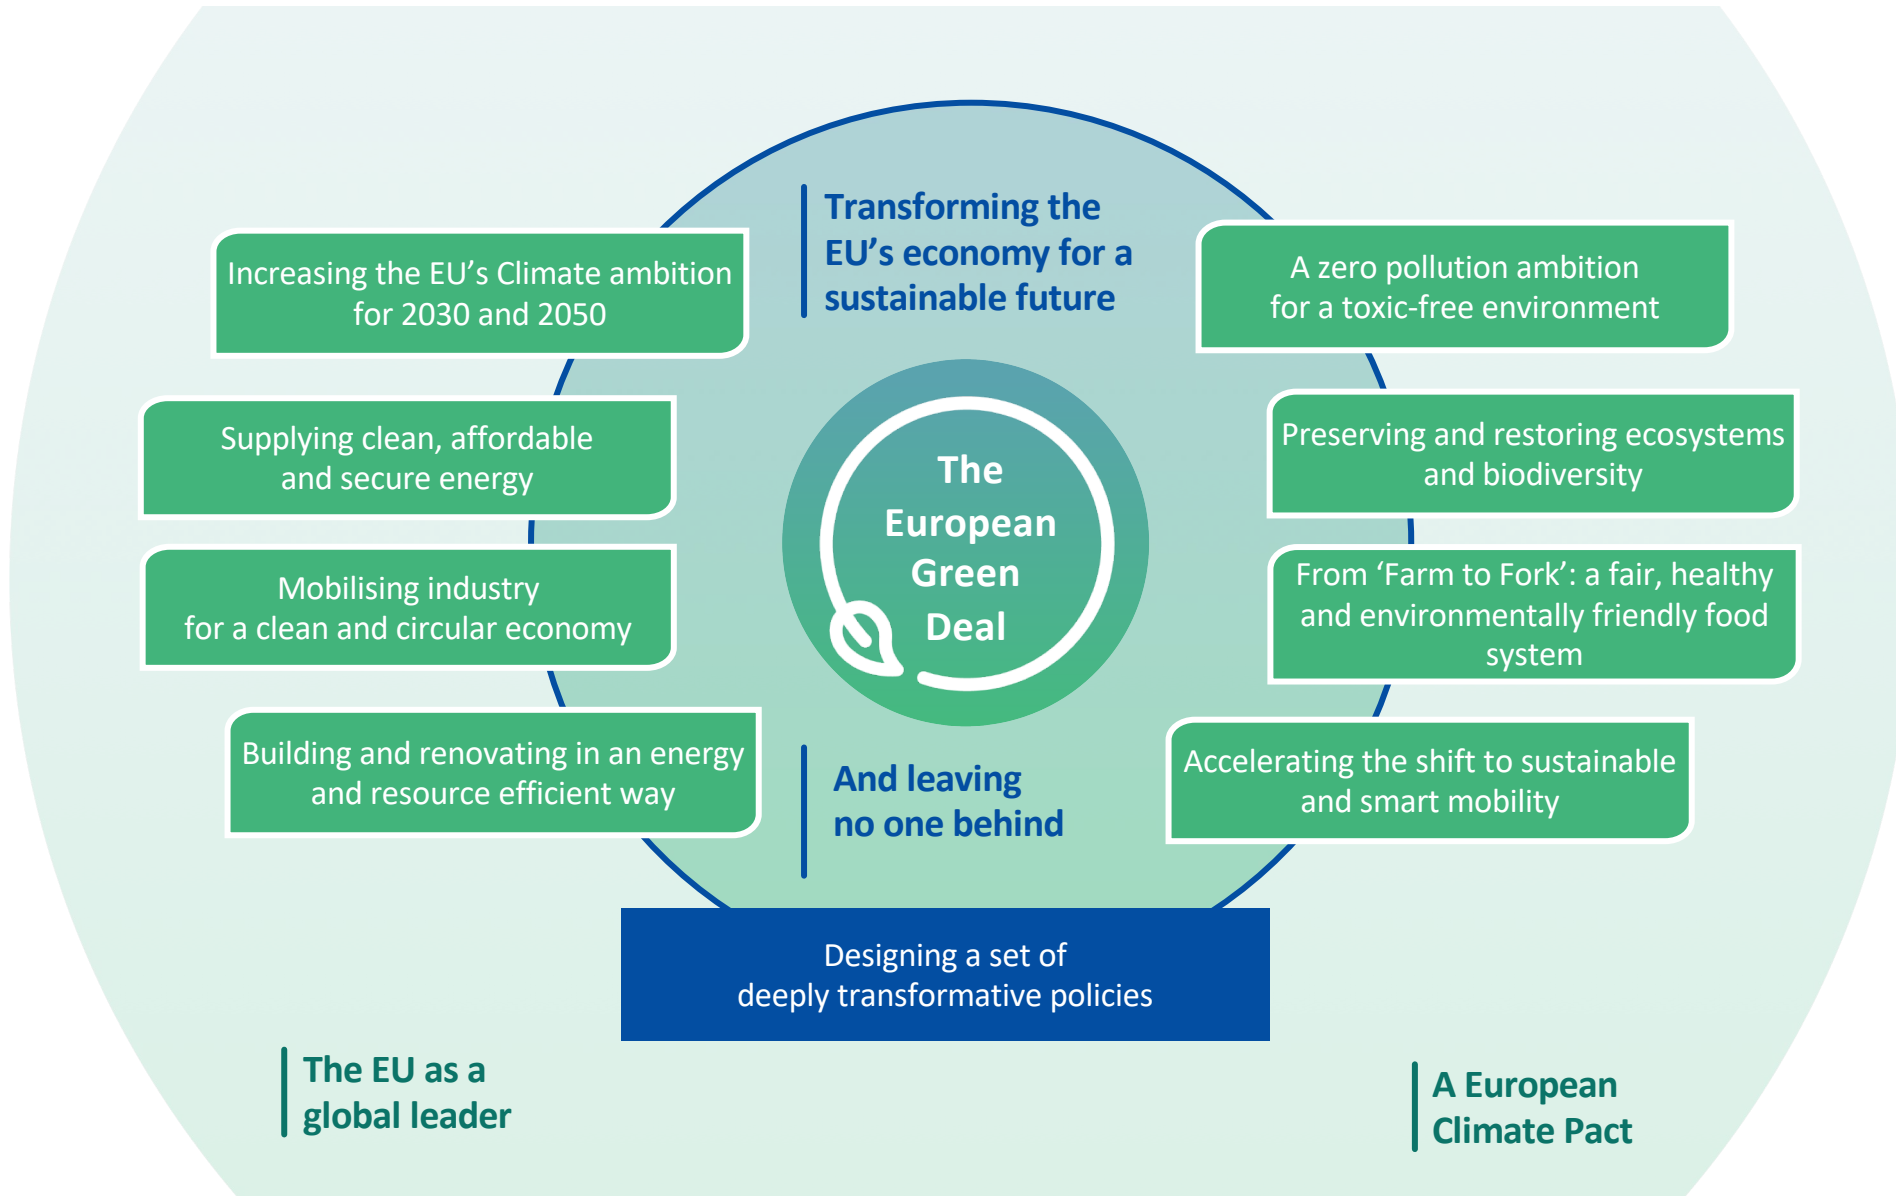 Transforming the
EU’s economy for a
sustainable future
Increasing the EU’s Climate ambition
for 2030 and 2050
Supplying clean, affordable
and secure energy
Mobilising industry
for a clean and circular economy
Building and renovating in an energy
and resource efficient way
The
European
Green
Deal
A zero pollution ambition
for a toxic-free environment
Preserving and restoring ecosystems
and biodiversity
From ‘Farm to Fork’: a fair, healthy
and environmentally friendly food
system
Accelerating the shift to sustainable
and smart mobility
And leaving
no one behind
Designing a set of
deeply transformative policies
The EU as a
global leader
A European
Climate Pact